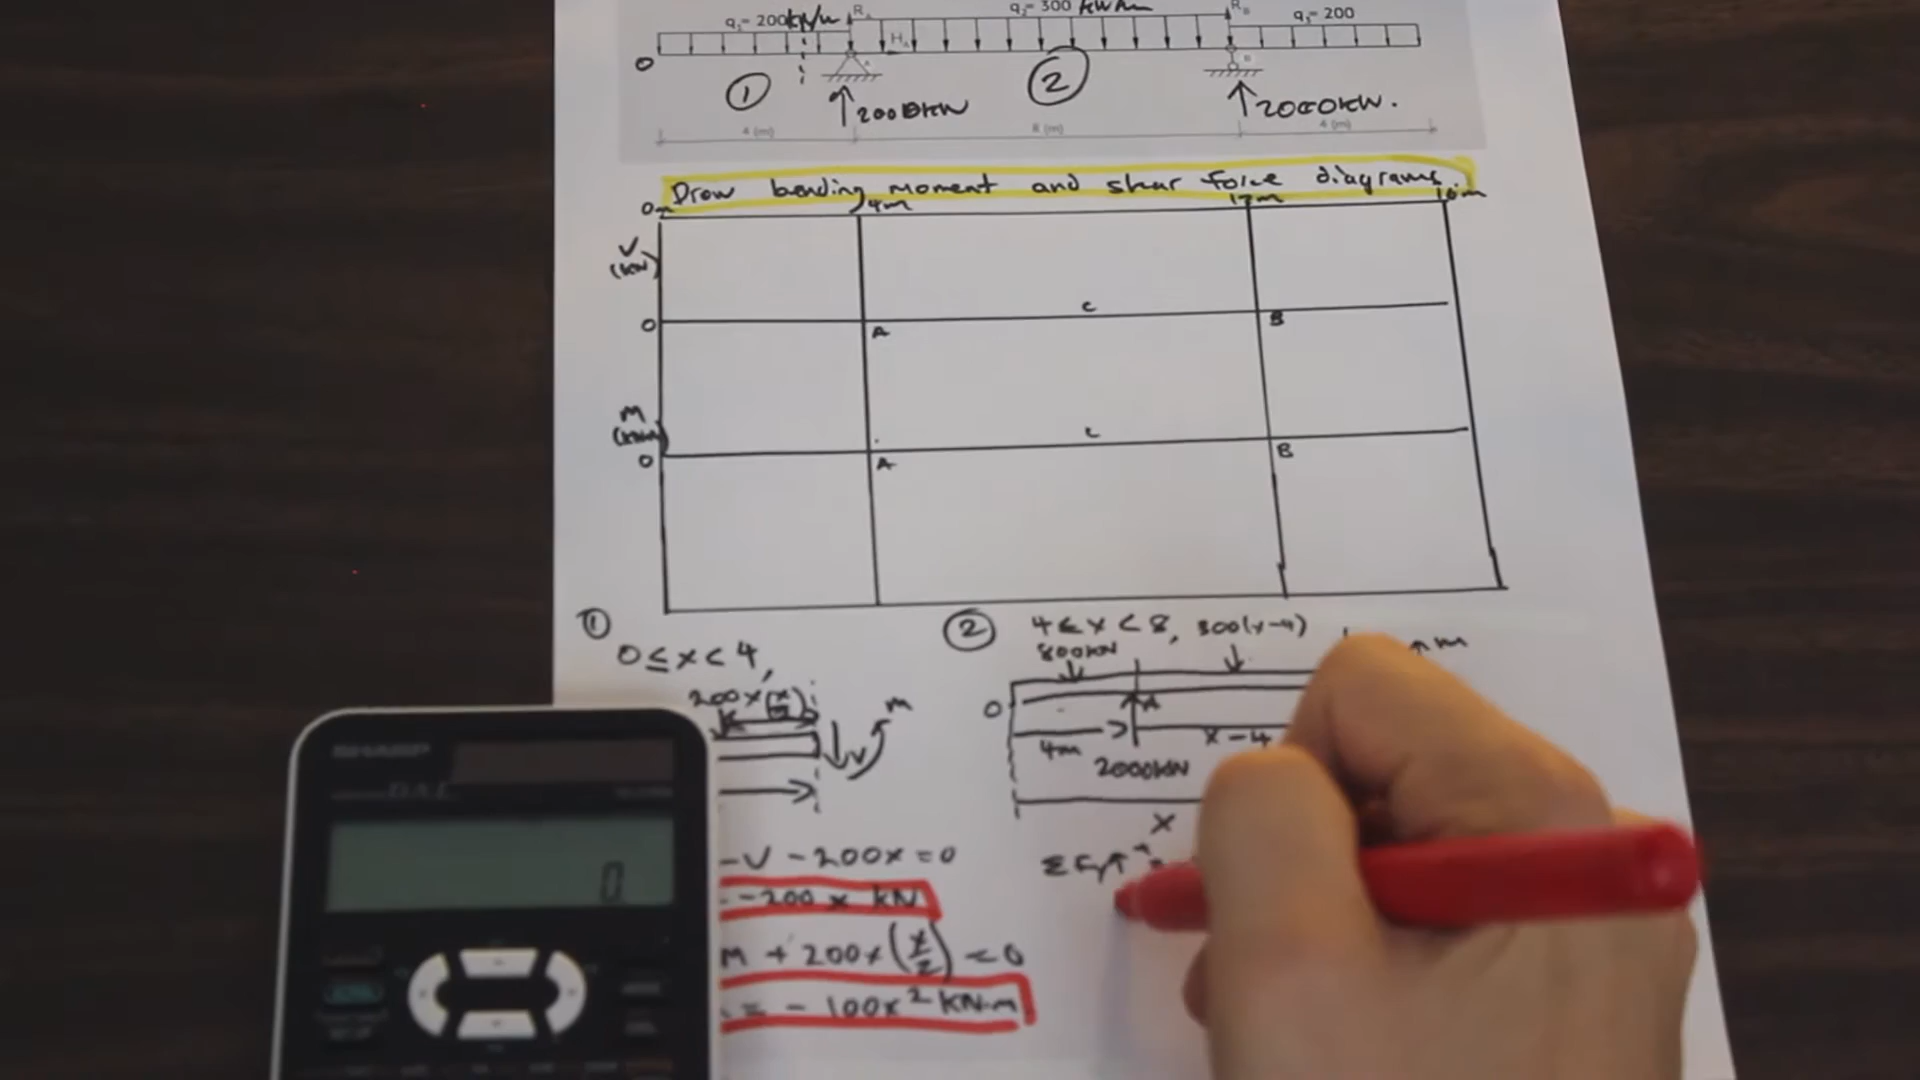 q₁= 200 kN/m R_A q₂= 300 kN/m R_B q₃= 200
H_A
0
① ②
2000kN 2000kN.
4 (m) 8 (m) 4 (m)
Draw bending moment and shear force diagrams.
0m 4m 12m 16m
V
(kN)
C
0 A B
M
(kNm)
C
0 A B
①
0 ≤ x < 4,
200x(x/2)
M
V
-V - 200x = 0
= -200x kN
M + 200x(x/2) = 0
= - 100x² kN.m
② 4 ≤ x < 8, 300(x-4)
800kN
M
0 A
4m x-4
2000kN
x
ΣFy↑⁺ =
SHARP
0.